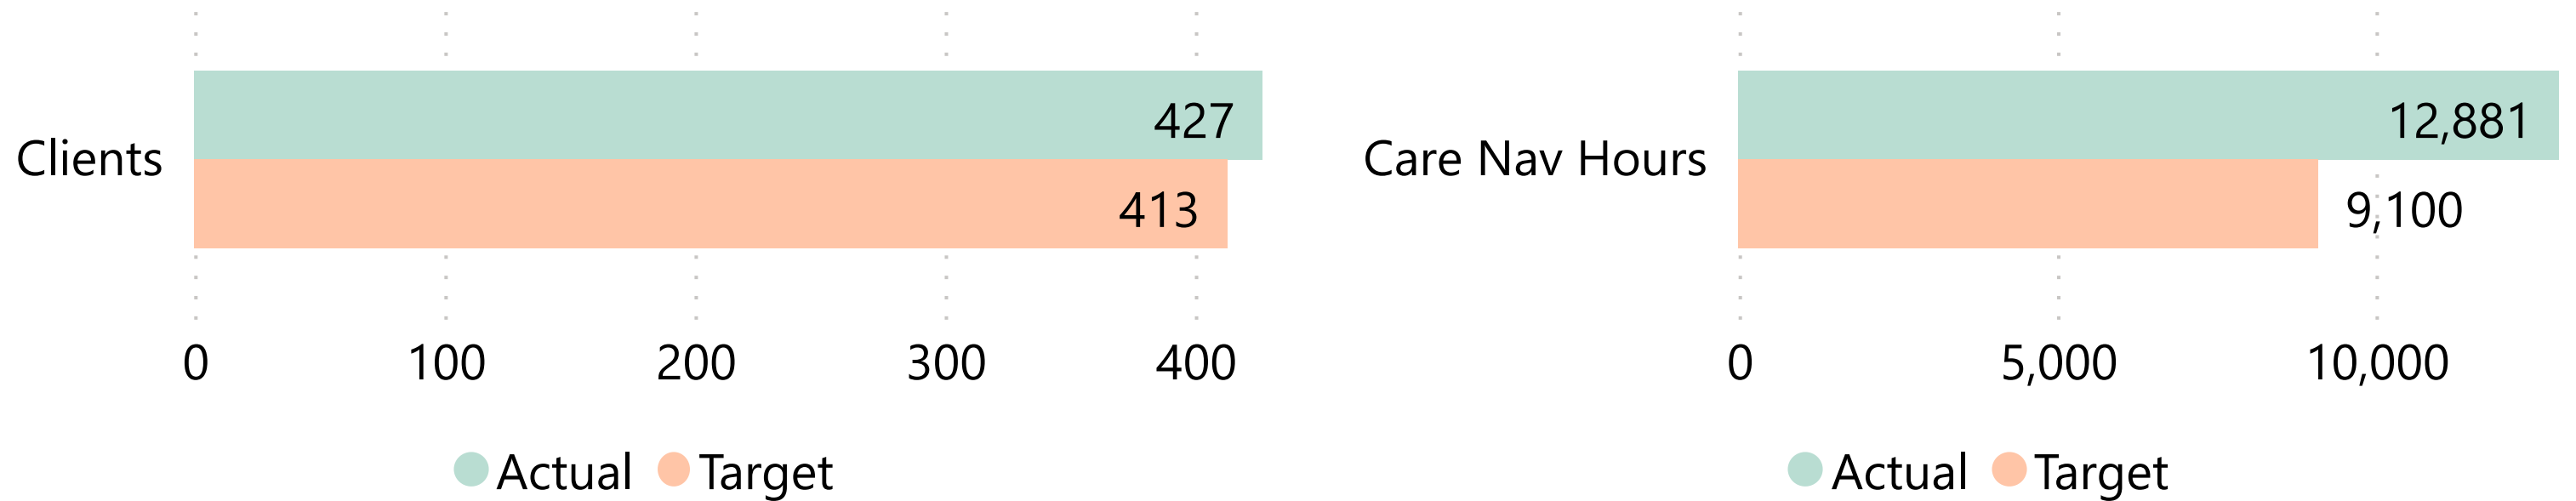 427
Clients
413
0 100 200 300 400
Actual Target
12,881
Care Nav Hours
9,100
0 5,000 10,000
Actual Target